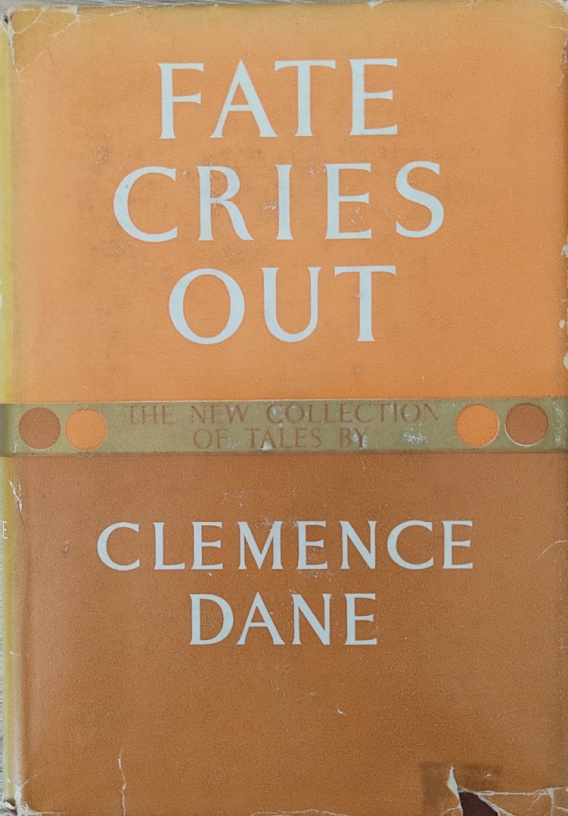 FATE
CRIES
OUT
THE NEW COLLECTION
OF TALES BY
CLEMENCE
DANE
E